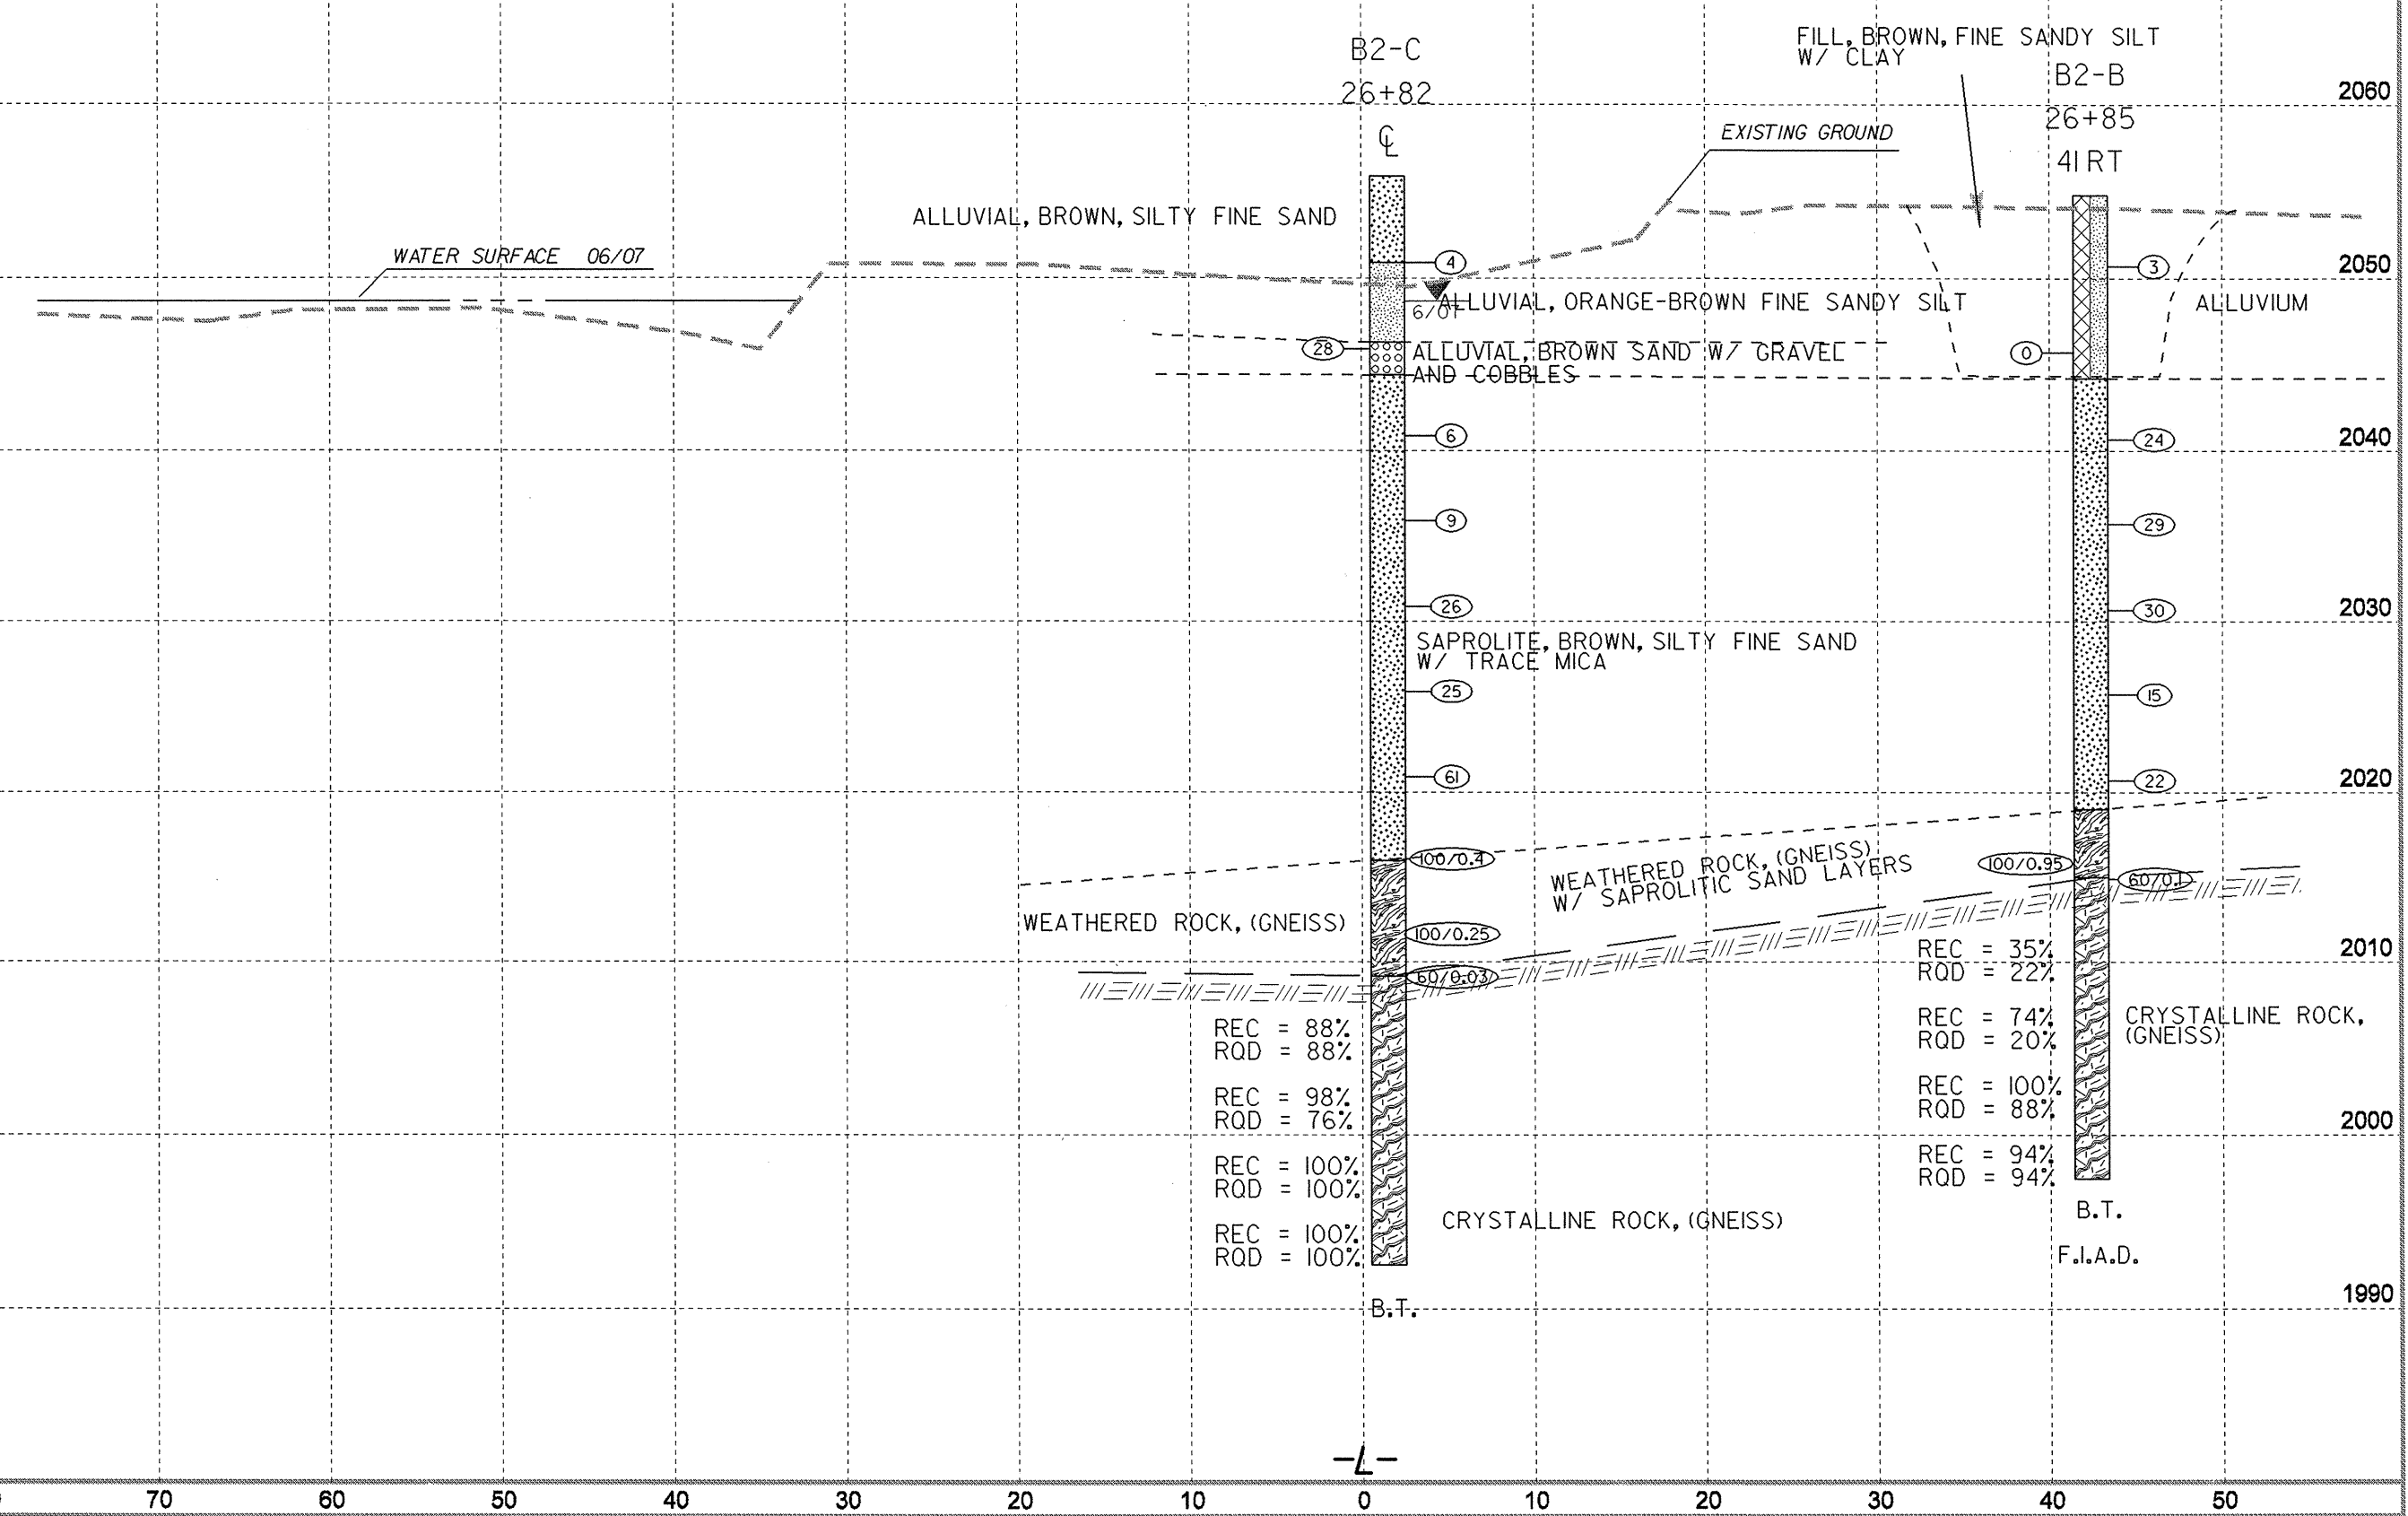 B2-C
26+82
℄
FILL, BROWN, FINE SANDY SILT
W/ CLAY
B2-B
26+85
41 RT
2060
EXISTING GROUND
ALLUVIAL, BROWN, SILTY FINE SAND
WATER SURFACE 06/07
4
3
2050
ALLUVIAL, ORANGE-BROWN FINE SANDY SILT
ALLUVIUM
28
ALLUVIAL, BROWN SAND W/ GRAVEL
AND COBBLES
0
6
24
2040
9
29
26
30
2030
SAPROLITE, BROWN, SILTY FINE SAND
W/ TRACE MICA
25
15
61
22
2020
100/0.4
WEATHERED ROCK, (GNEISS)
W/ SAPROLITIC SAND LAYERS
100/0.95
60/0.1
WEATHERED ROCK, (GNEISS)
100/0.25
60/0.03
2010
REC = 35%
RQD = 22%
REC = 74%
RQD = 20%
REC = 100%
RQD = 88%
REC = 94%
RQD = 94%
CRYSTALLINE ROCK,
(GNEISS)
REC = 88%
RQD = 88%
REC = 98%
RQD = 76%
REC = 100%
RQD = 100%
REC = 100%
RQD = 100%
2000
CRYSTALLINE ROCK, (GNEISS)
B.T.
F.I.A.D.
1990
B.T.
-L-
70 60 50 40 30 20 10 0 10 20 30 40 50